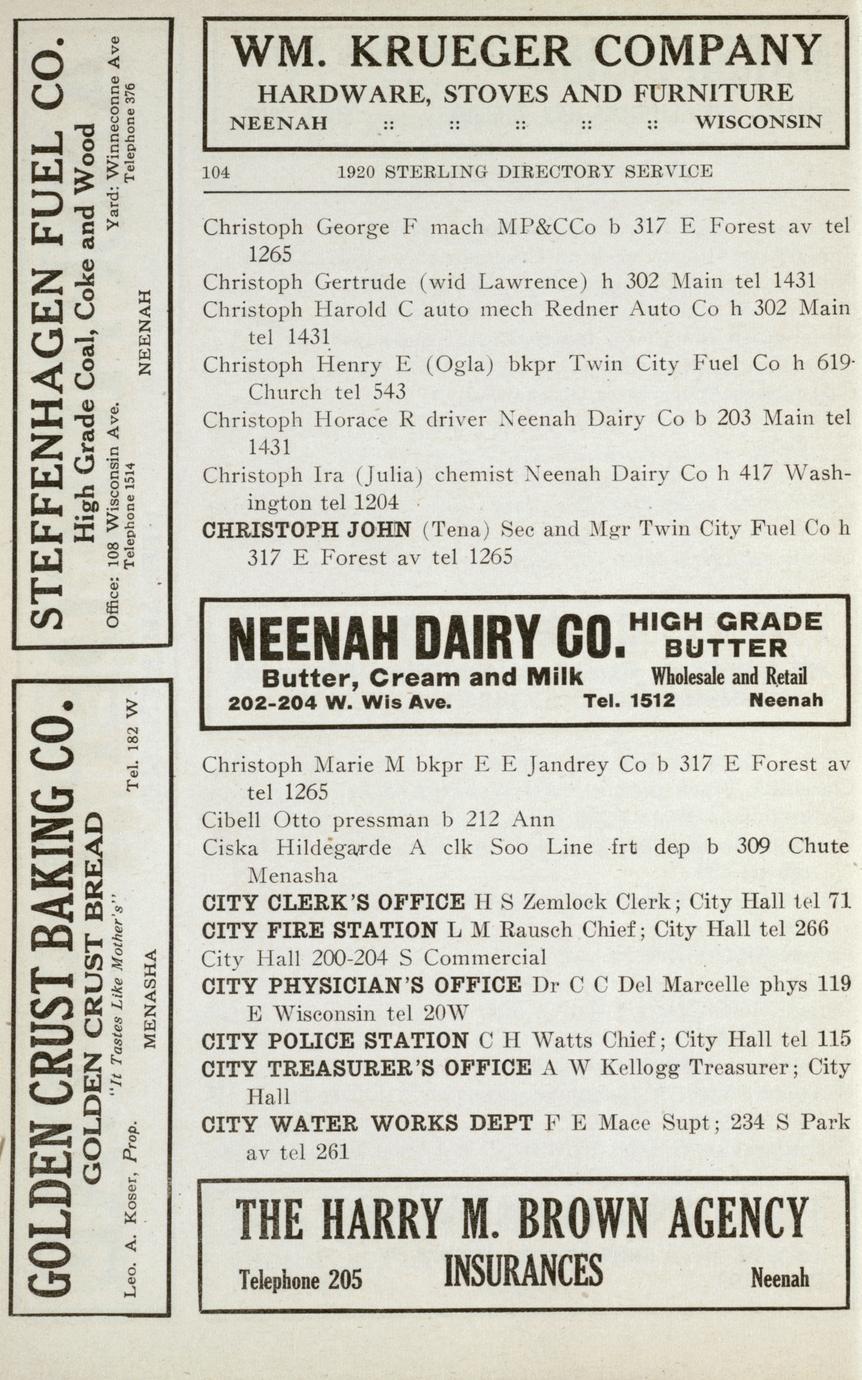 WM. KRUEGER COMPANY
HARDWARE, STOVES AND FURNITURE
NEENAH :: :: :: :: :: WISCONSIN
104 1920 STERLING DIRECTORY SERVICE
Christoph George F mach MP&CCo b 317 E Forest av tel
1265
Christoph Gertrude (wid Lawrence) h 302 Main tel 1431
Christoph Harold C auto mech Redner Auto Co h 302 Main
tel 1431
Christoph Henry E (Ogla) bkpr Twin City Fuel Co h 619
Church tel 543
Christoph Horace R driver Neenah Dairy Co b 203 Main tel
1431
Christoph Ira (Julia) chemist Neenah Dairy Co h 417 Wash-
ington tel 1204
CHRISTOPH JOHN (Tena) Sec and Mgr Twin City Fuel Co h
317 E Forest av tel 1265
NEENAH DAIRY CO. HIGH GRADE
BUTTER
Butter, Cream and Milk Wholesale and Retail
202-204 W. Wis Ave. Tel. 1512 Neenah
Christoph Marie M bkpr E E Jandrey Co b 317 E Forest av
tel 1265
Cibell Otto pressman b 212 Ann
Ciska Hildegarde A clk Soo Line frt dep b 309 Chute
Menasha
CITY CLERK'S OFFICE H S Zemlock Clerk; City Hall tel 71
CITY FIRE STATION L M Rausch Chief; City Hall tel 266
City Hall 200-204 S Commercial
CITY PHYSICIAN'S OFFICE Dr C C Del Marcelle phys 119
E Wisconsin tel 20W
CITY POLICE STATION C H Watts Chief; City Hall tel 115
CITY TREASURER'S OFFICE A W Kellogg Treasurer; City
Hall
CITY WATER WORKS DEPT F E Mace Supt; 234 S Park
av tel 261
THE HARRY M. BROWN AGENCY
Telephone 205 INSURANCES Neenah
STEFFENHAGEN FUEL CO.
High Grade Coal, Coke and Wood
Office: 108 Wisconsin Ave. Yard: Winneconne Ave
Telephone 1514 Telephone 376
NEENAH
GOLDEN CRUST BAKING CO.
GOLDEN CRUST BREAD
"It Tastes Like Mother's"
Leo. A. Koser, Prop. Tel. 182 W
MENASHA